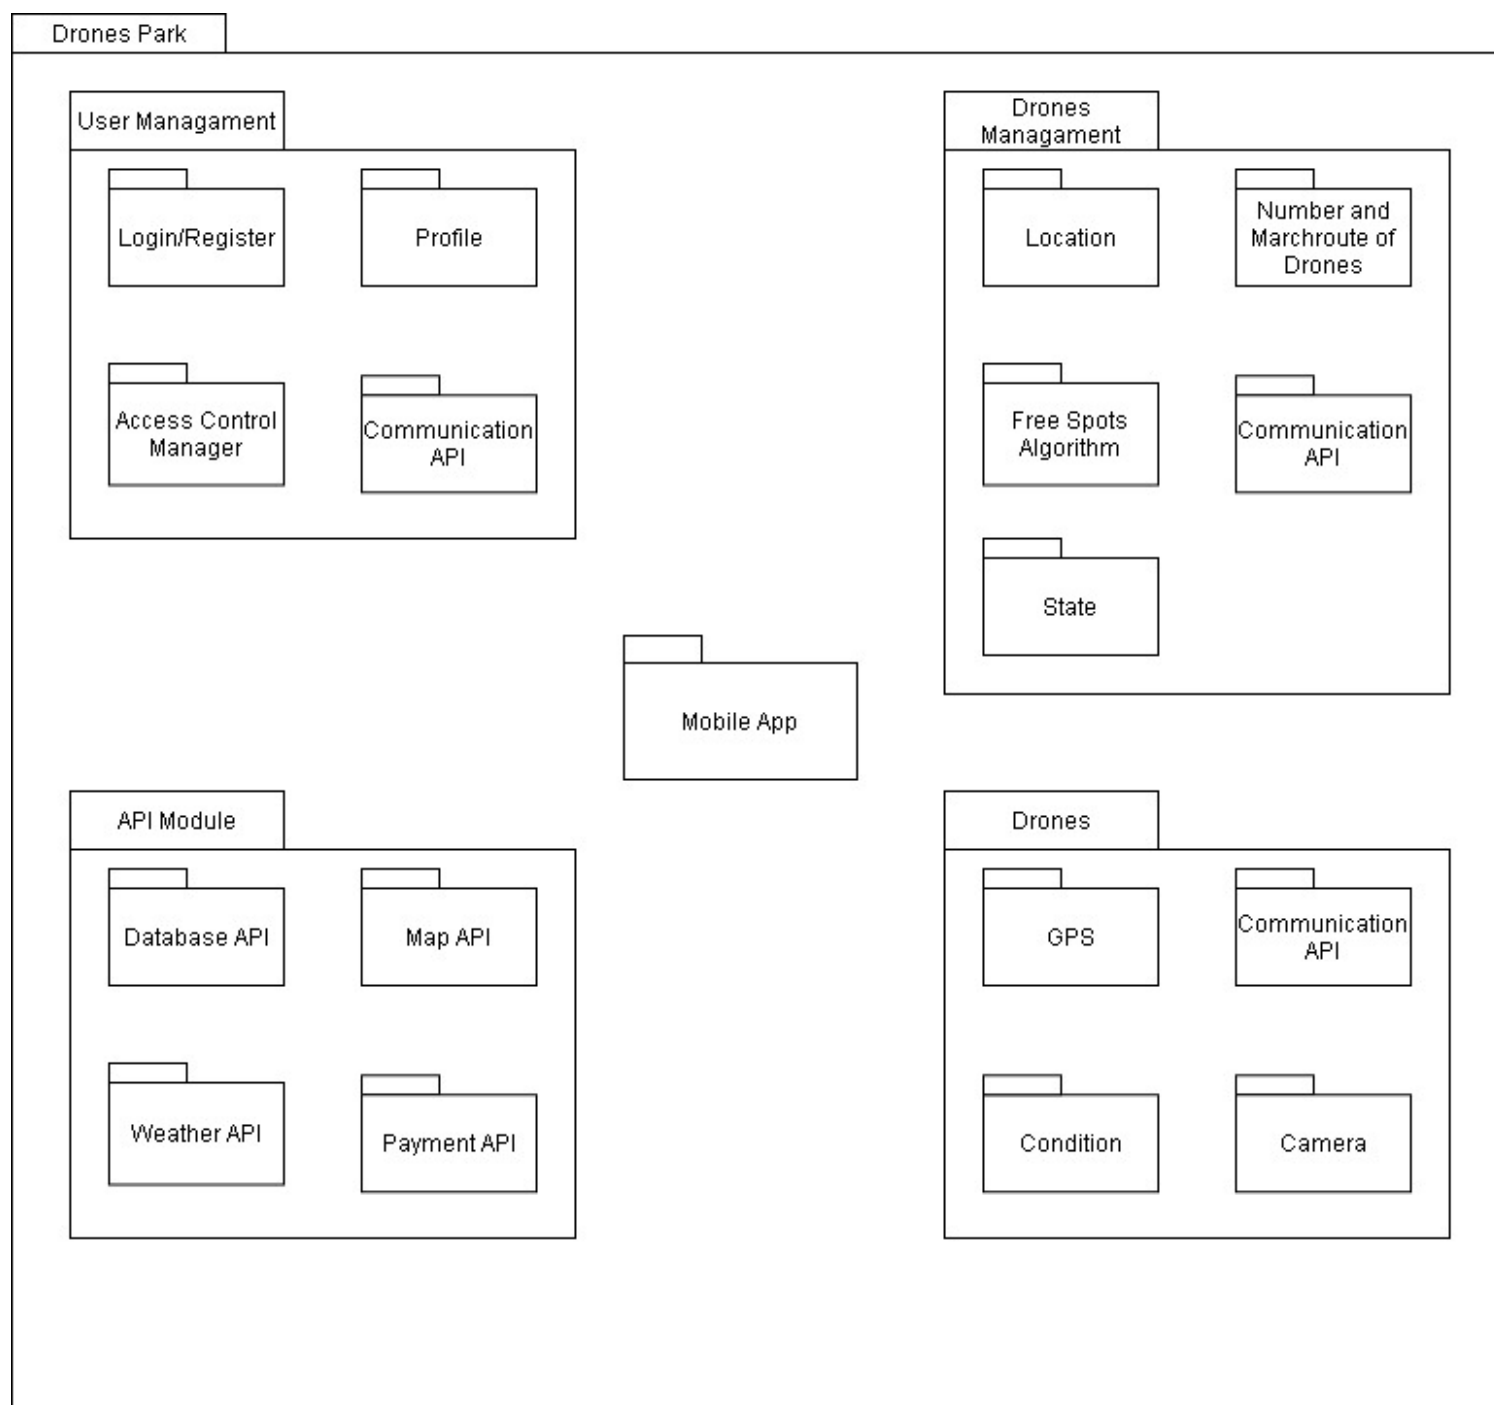 Drones Park
User Managament
Login/Register
Profile
Access Control
Manager
Communication
API
Drones
Managament
Location
Number and
Marchroute of
Drones
Free Spots
Algorithm
Communication
API
State
Mobile App
API Module
Database API
Map API
Weather API
Payment API
Drones
GPS
Communication
API
Condition
Camera